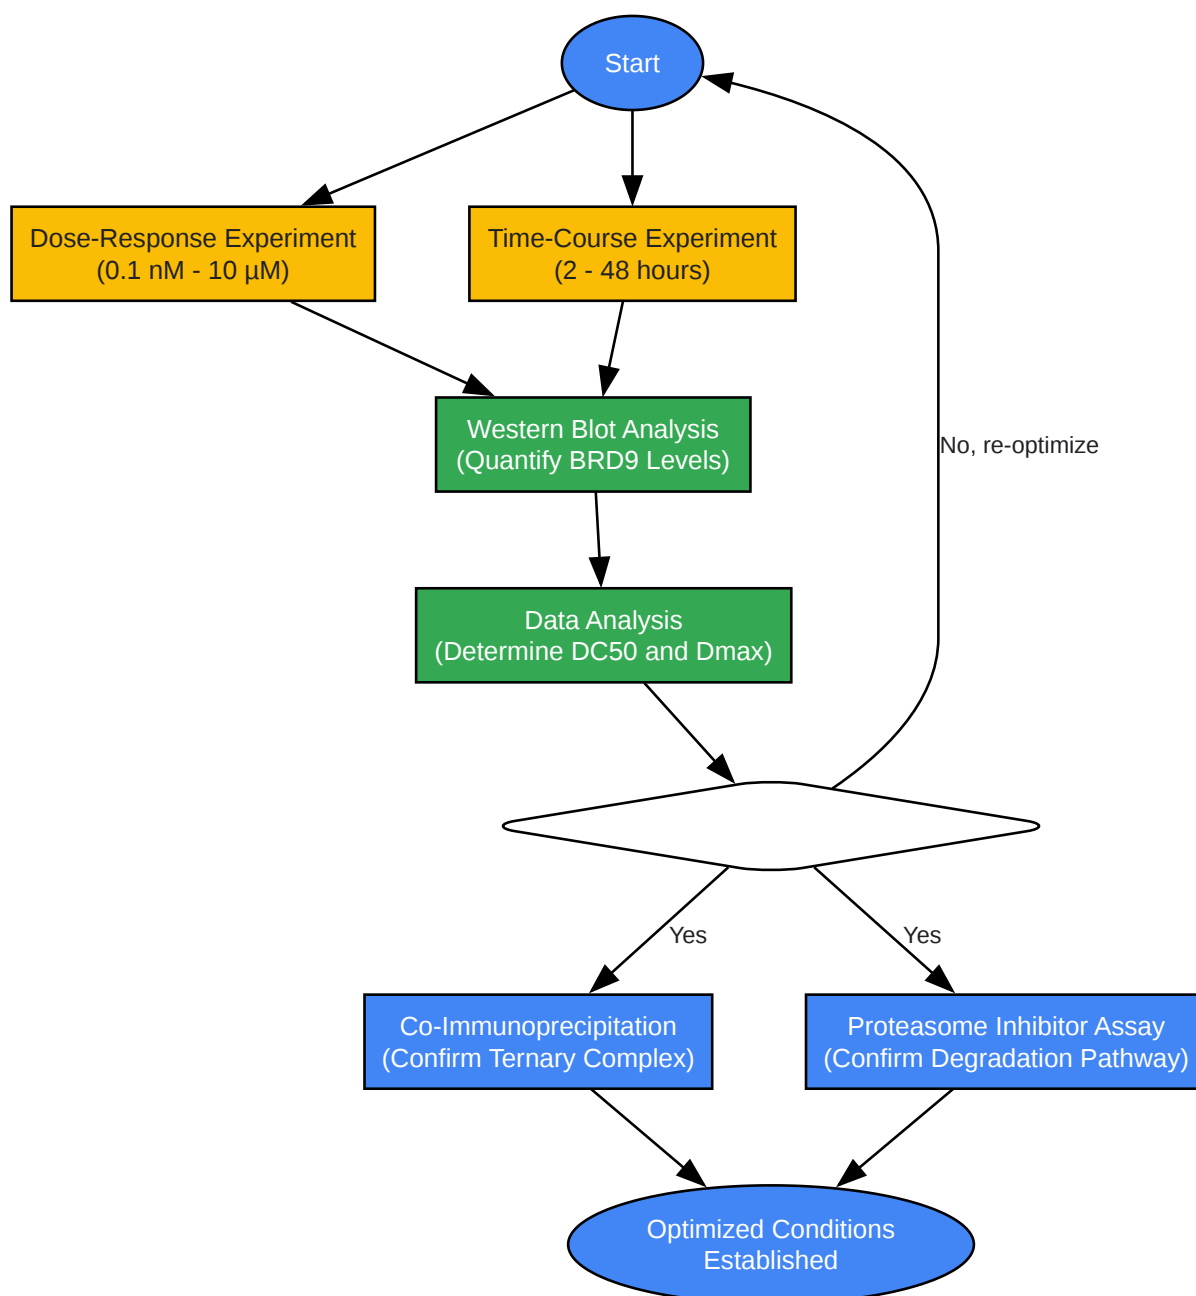 Start
Dose-Response Experiment
(0.1 nM - 10 µM)
Time-Course Experiment
(2 - 48 hours)
Western Blot Analysis
(Quantify BRD9 Levels)
No, re-optimize
Data Analysis
(Determine DC50 and Dmax)
Yes
Yes
Co-Immunoprecipitation
(Confirm Ternary Complex)
Proteasome Inhibitor Assay
(Confirm Degradation Pathway)
Optimized Conditions
Established